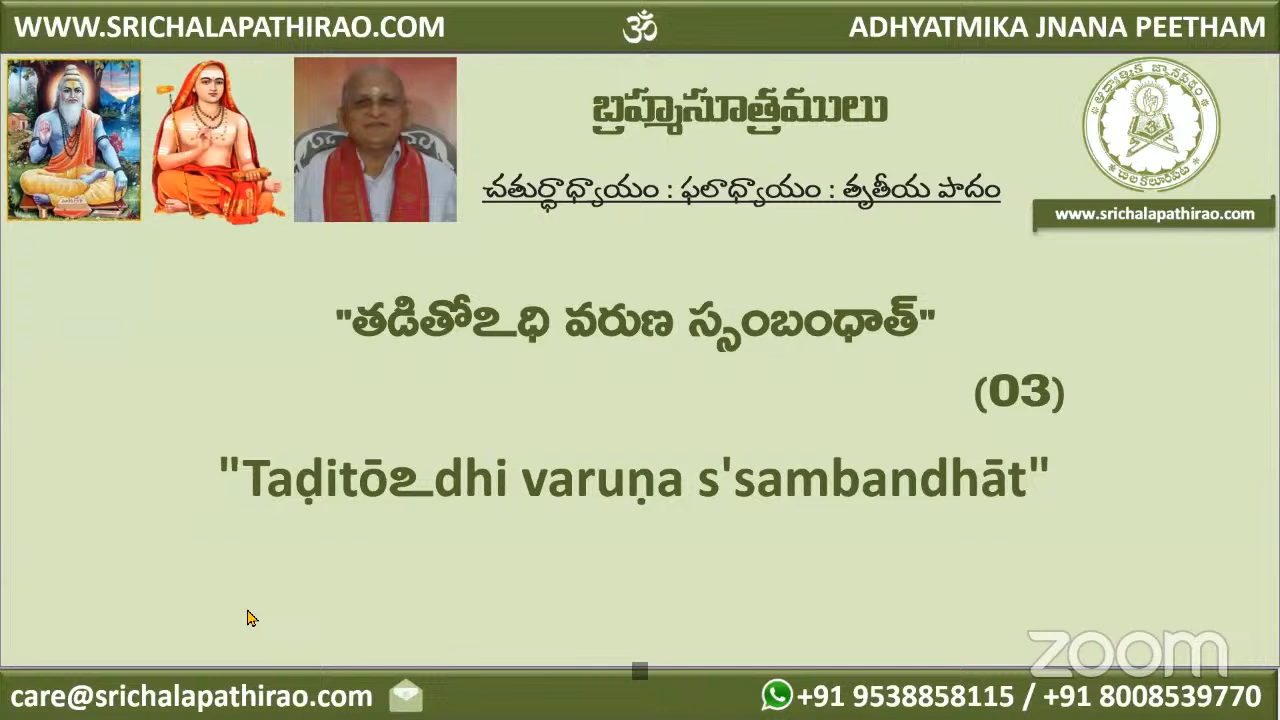 WWW.SRICHALAPATHIRAO.COM ॐ ADHYATMIKA JNANA PEETHAM
బ్రహ్మసూత్రములు
చతుర్ధాధ్యాయం : ఫలాధ్యాయం : తృతీయ పాదం
www.srichalapathirao.com
"తడితోఽధి వరుణ స్సంబంధాత్"
(03)
"Taḍitōఽdhi varuṇa s'sambandhāt"
zoom
care@srichalapathirao.com +91 9538858115 / +91 8008539770